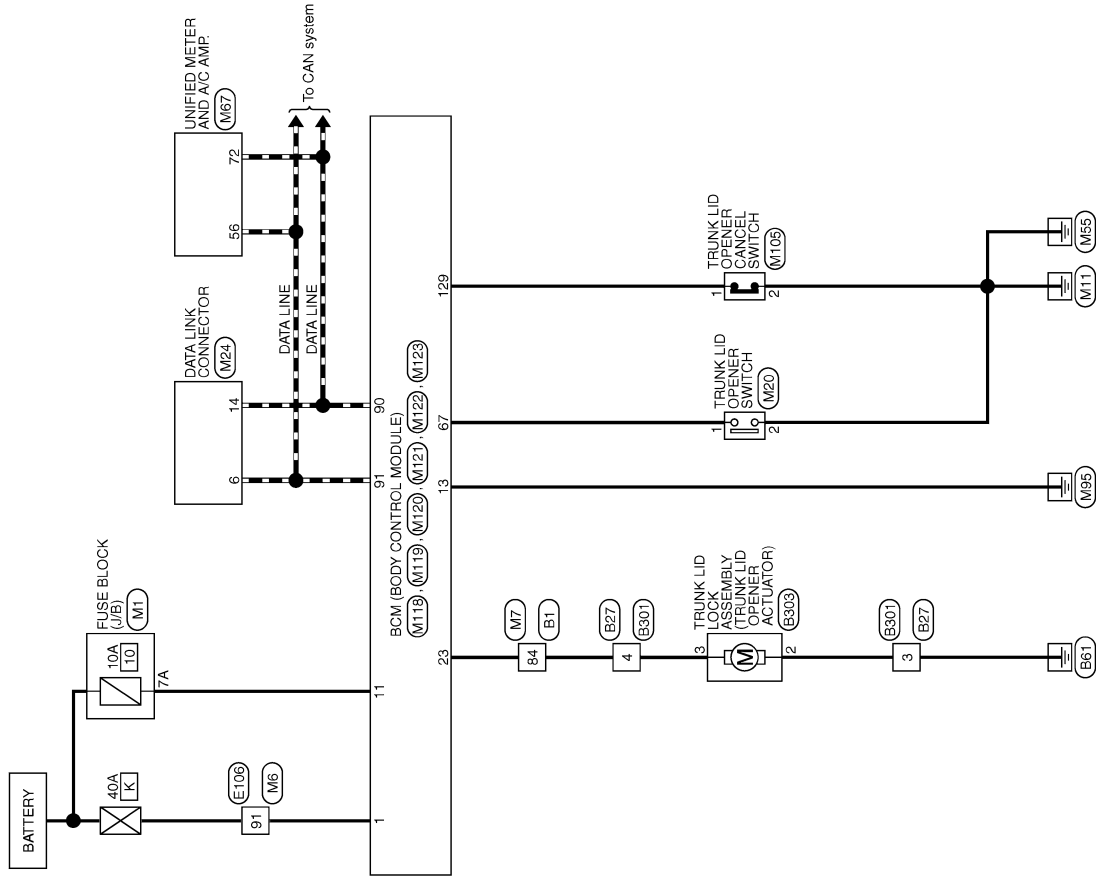 BATTERY
40A
K
E106
91
M6
1
FUSE BLOCK
(J/B)
M1
10A
10
7A
11
DATA LINK
CONNECTOR
M24
6
14
UNIFIED METER
AND A/C AMP.
M67
56
72
DATA LINE
DATA LINE
To CAN system
91
90
BCM (BODY CONTROL MODULE)
M118, M119, M120, M121, M122, M123
23
13
67
129
M7
84
B1
B27
4
B301
TRUNK LID
LOCK
ASSEMBLY
(TRUNK LID
OPENER
ACTUATOR)
B303
3
M
2
B301
3
B27
B61
M95
TRUNK LID
OPENER
SWITCH
M20
1
2
TRUNK LID
OPENER
CANCEL
SWITCH
M105
1
2
M11
M55